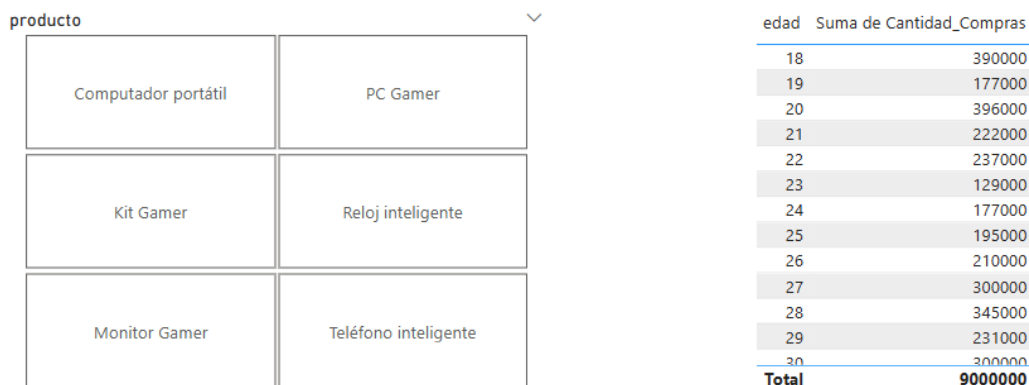 producto
Computador portátil
PC Gamer
Kit Gamer
Reloj inteligente
Monitor Gamer
Teléfono inteligente
edad Suma de Cantidad_Compras
18 390000
19 177000
20 396000
21 222000
22 237000
23 129000
24 177000
25 195000
26 210000
27 300000
28 345000
29 231000
30 300000
Total 9000000